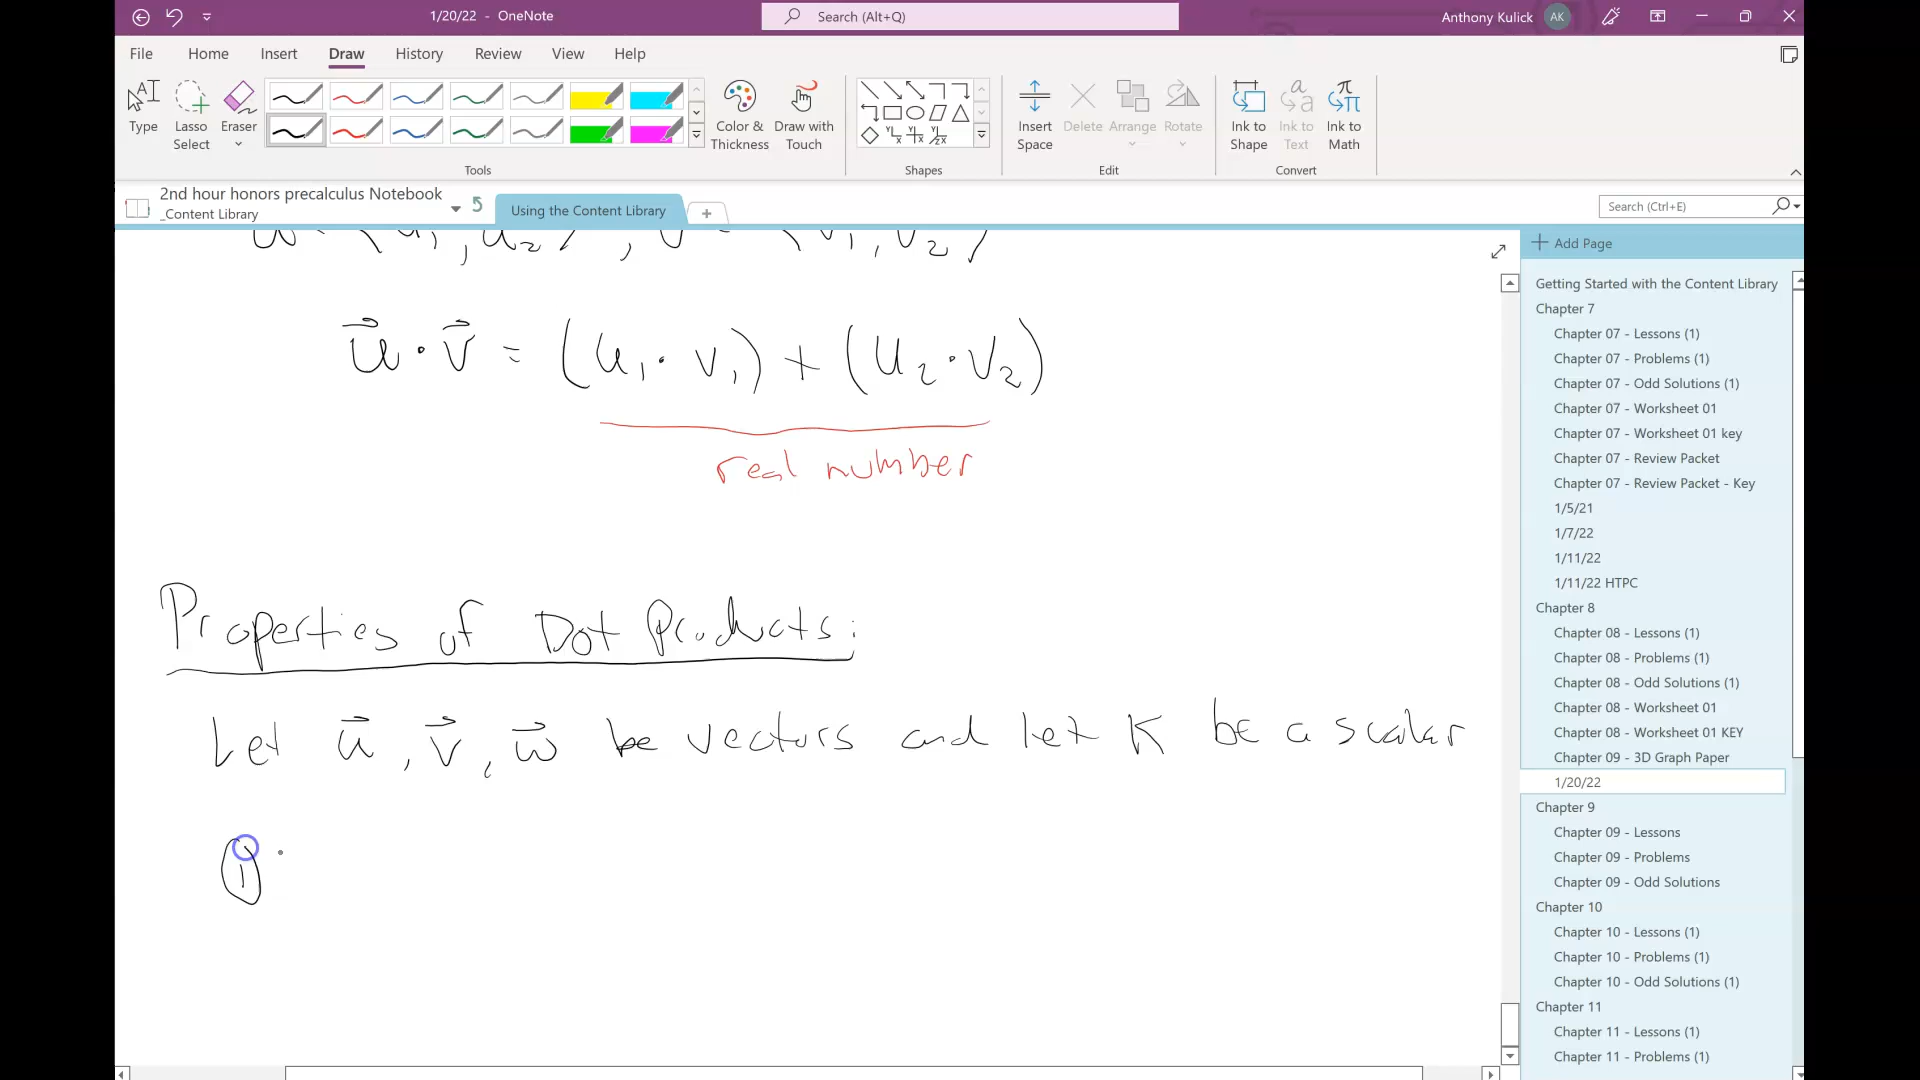 1/20/22 - OneNote
Search (Alt+Q)
Anthony Kulick
AK
File Home Insert Draw History Review View Help
Type
Lasso Select
Eraser
Color & Thickness
Draw with Touch
Insert Space
Delete
Arrange
Rotate
Ink to Shape
Ink to Text
Ink to Math
Tools
Shapes
Edit
Convert
2nd hour honors precalculus Notebook
_Content Library
Using the Content Library
Search (Ctrl+E)
u⃗ · v⃗ = (u₁ · v₁) + (u₂ · v₂)
real number
Properties of Dot Products:
Let u⃗, v⃗, w⃗ be vectors and let K be a scalar
①
Add Page
Getting Started with the Content Library
Chapter 7
Chapter 07 - Lessons (1)
Chapter 07 - Problems (1)
Chapter 07 - Odd Solutions (1)
Chapter 07 - Worksheet 01
Chapter 07 - Worksheet 01 key
Chapter 07 - Review Packet
Chapter 07 - Review Packet - Key
1/5/21
1/7/22
1/11/22
1/11/22 HTPC
Chapter 8
Chapter 08 - Lessons (1)
Chapter 08 - Problems (1)
Chapter 08 - Odd Solutions (1)
Chapter 08 - Worksheet 01
Chapter 08 - Worksheet 01 KEY
Chapter 09 - 3D Graph Paper
1/20/22
Chapter 9
Chapter 09 - Lessons
Chapter 09 - Problems
Chapter 09 - Odd Solutions
Chapter 10
Chapter 10 - Lessons (1)
Chapter 10 - Problems (1)
Chapter 10 - Odd Solutions (1)
Chapter 11
Chapter 11 - Lessons (1)
Chapter 11 - Problems (1)